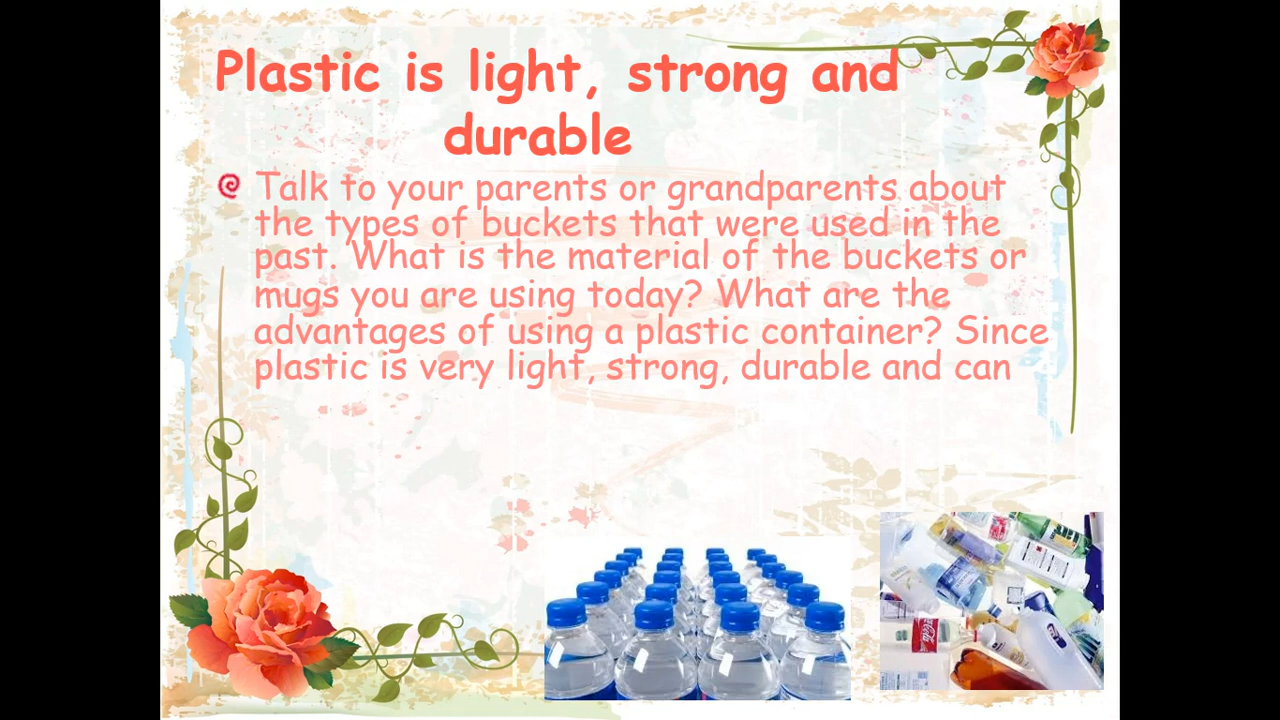 Plastic is light, strong and
durable
Talk to your parents or grandparents about
the types of buckets that were used in the
past. What is the material of the buckets or
mugs you are using today? What are the
advantages of using a plastic container? Since
plastic is very light, strong, durable and can